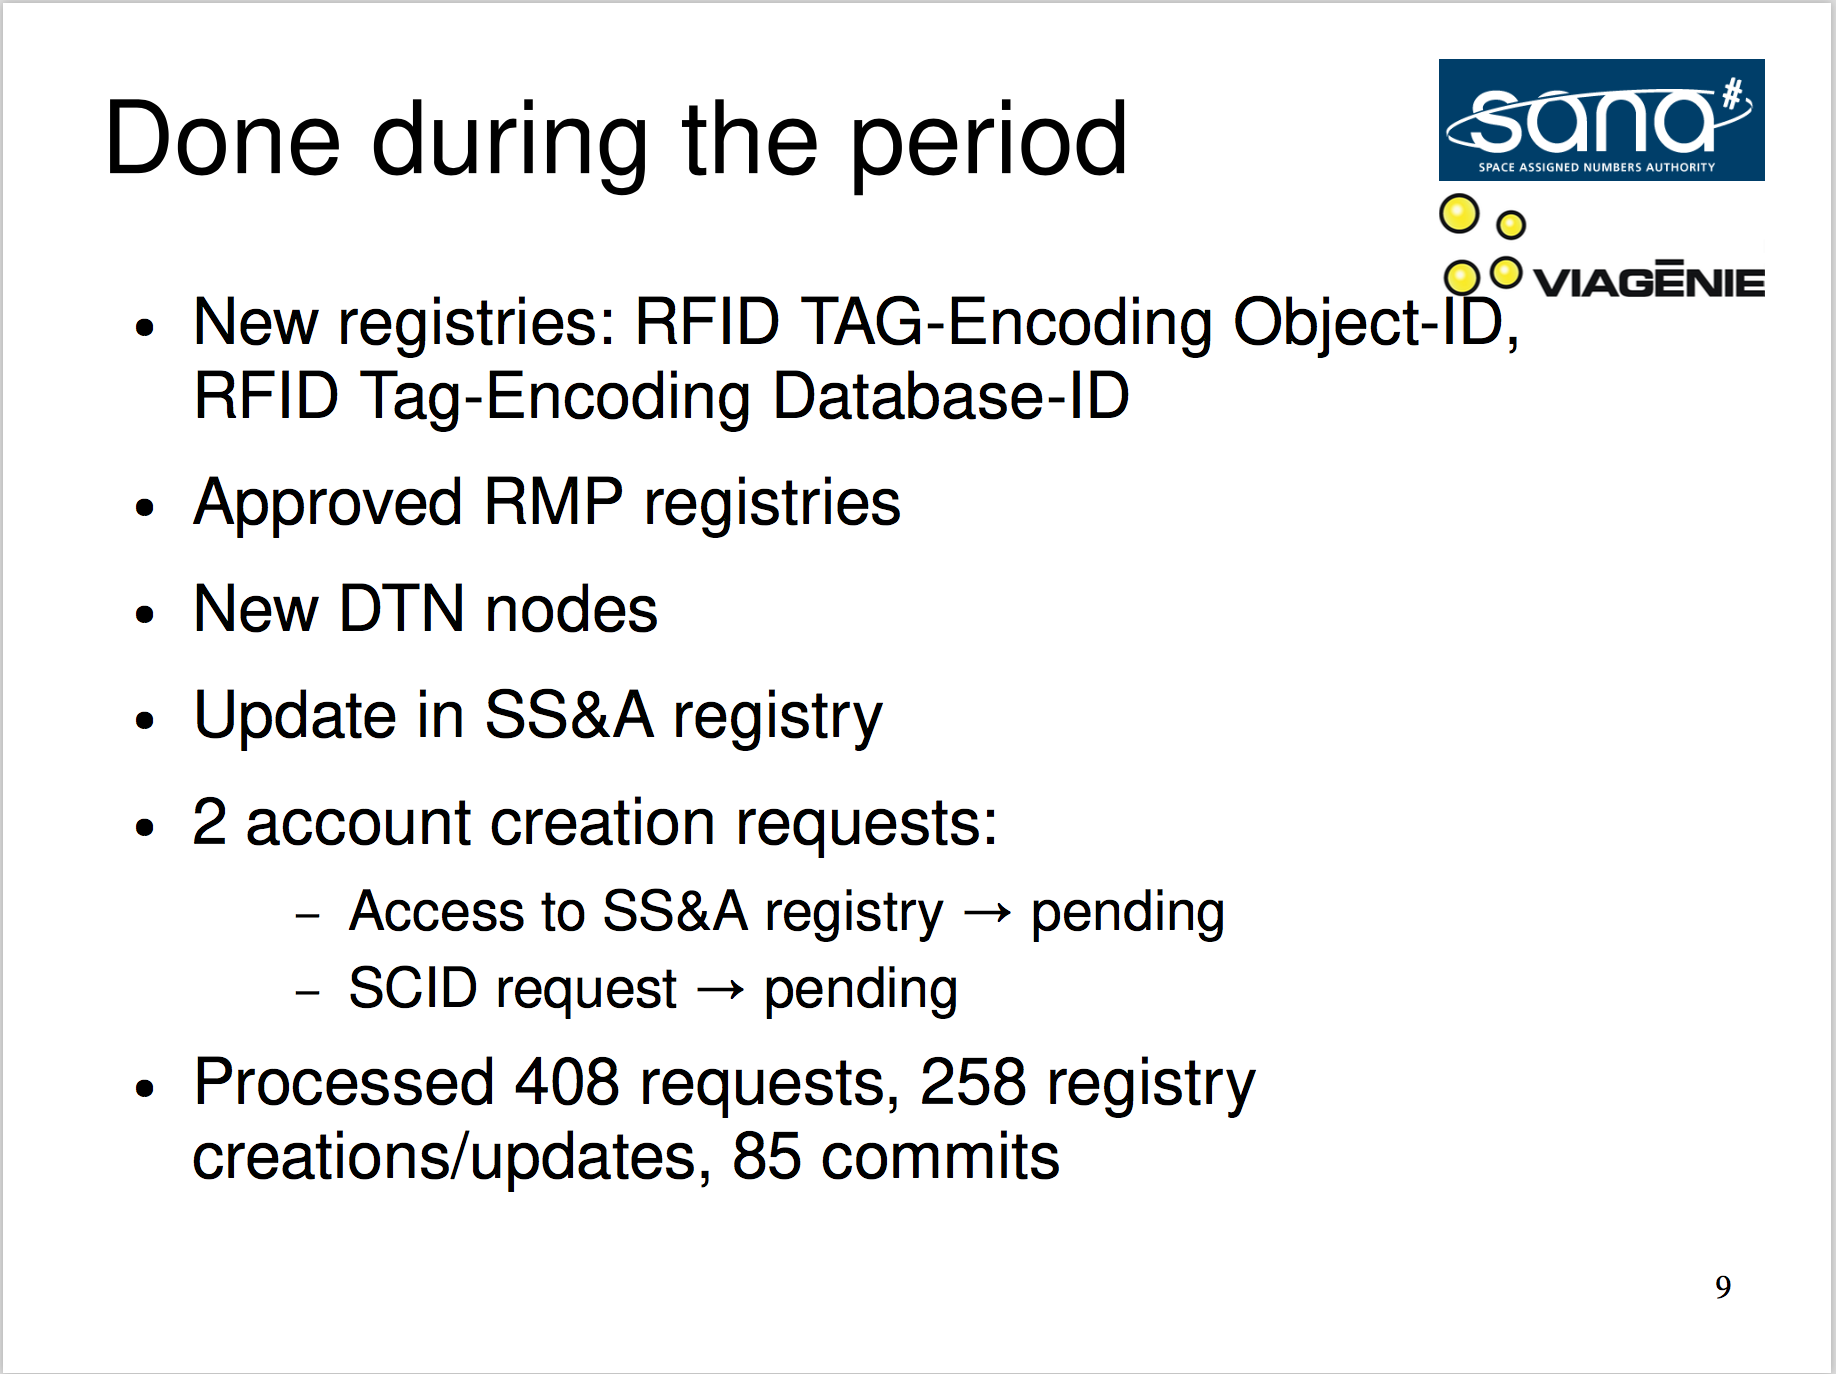 Done during the period
sana#
SPACE ASSIGNED NUMBERS AUTHORITY
VIAGĒNIE
• New registries: RFID TAG-Encoding Object-ID,
RFID Tag-Encoding Database-ID
• Approved RMP registries
• New DTN nodes
• Update in SS&A registry
• 2 account creation requests:
– Access to SS&A registry → pending
– SCID request → pending
• Processed 408 requests, 258 registry
creations/updates, 85 commits
9